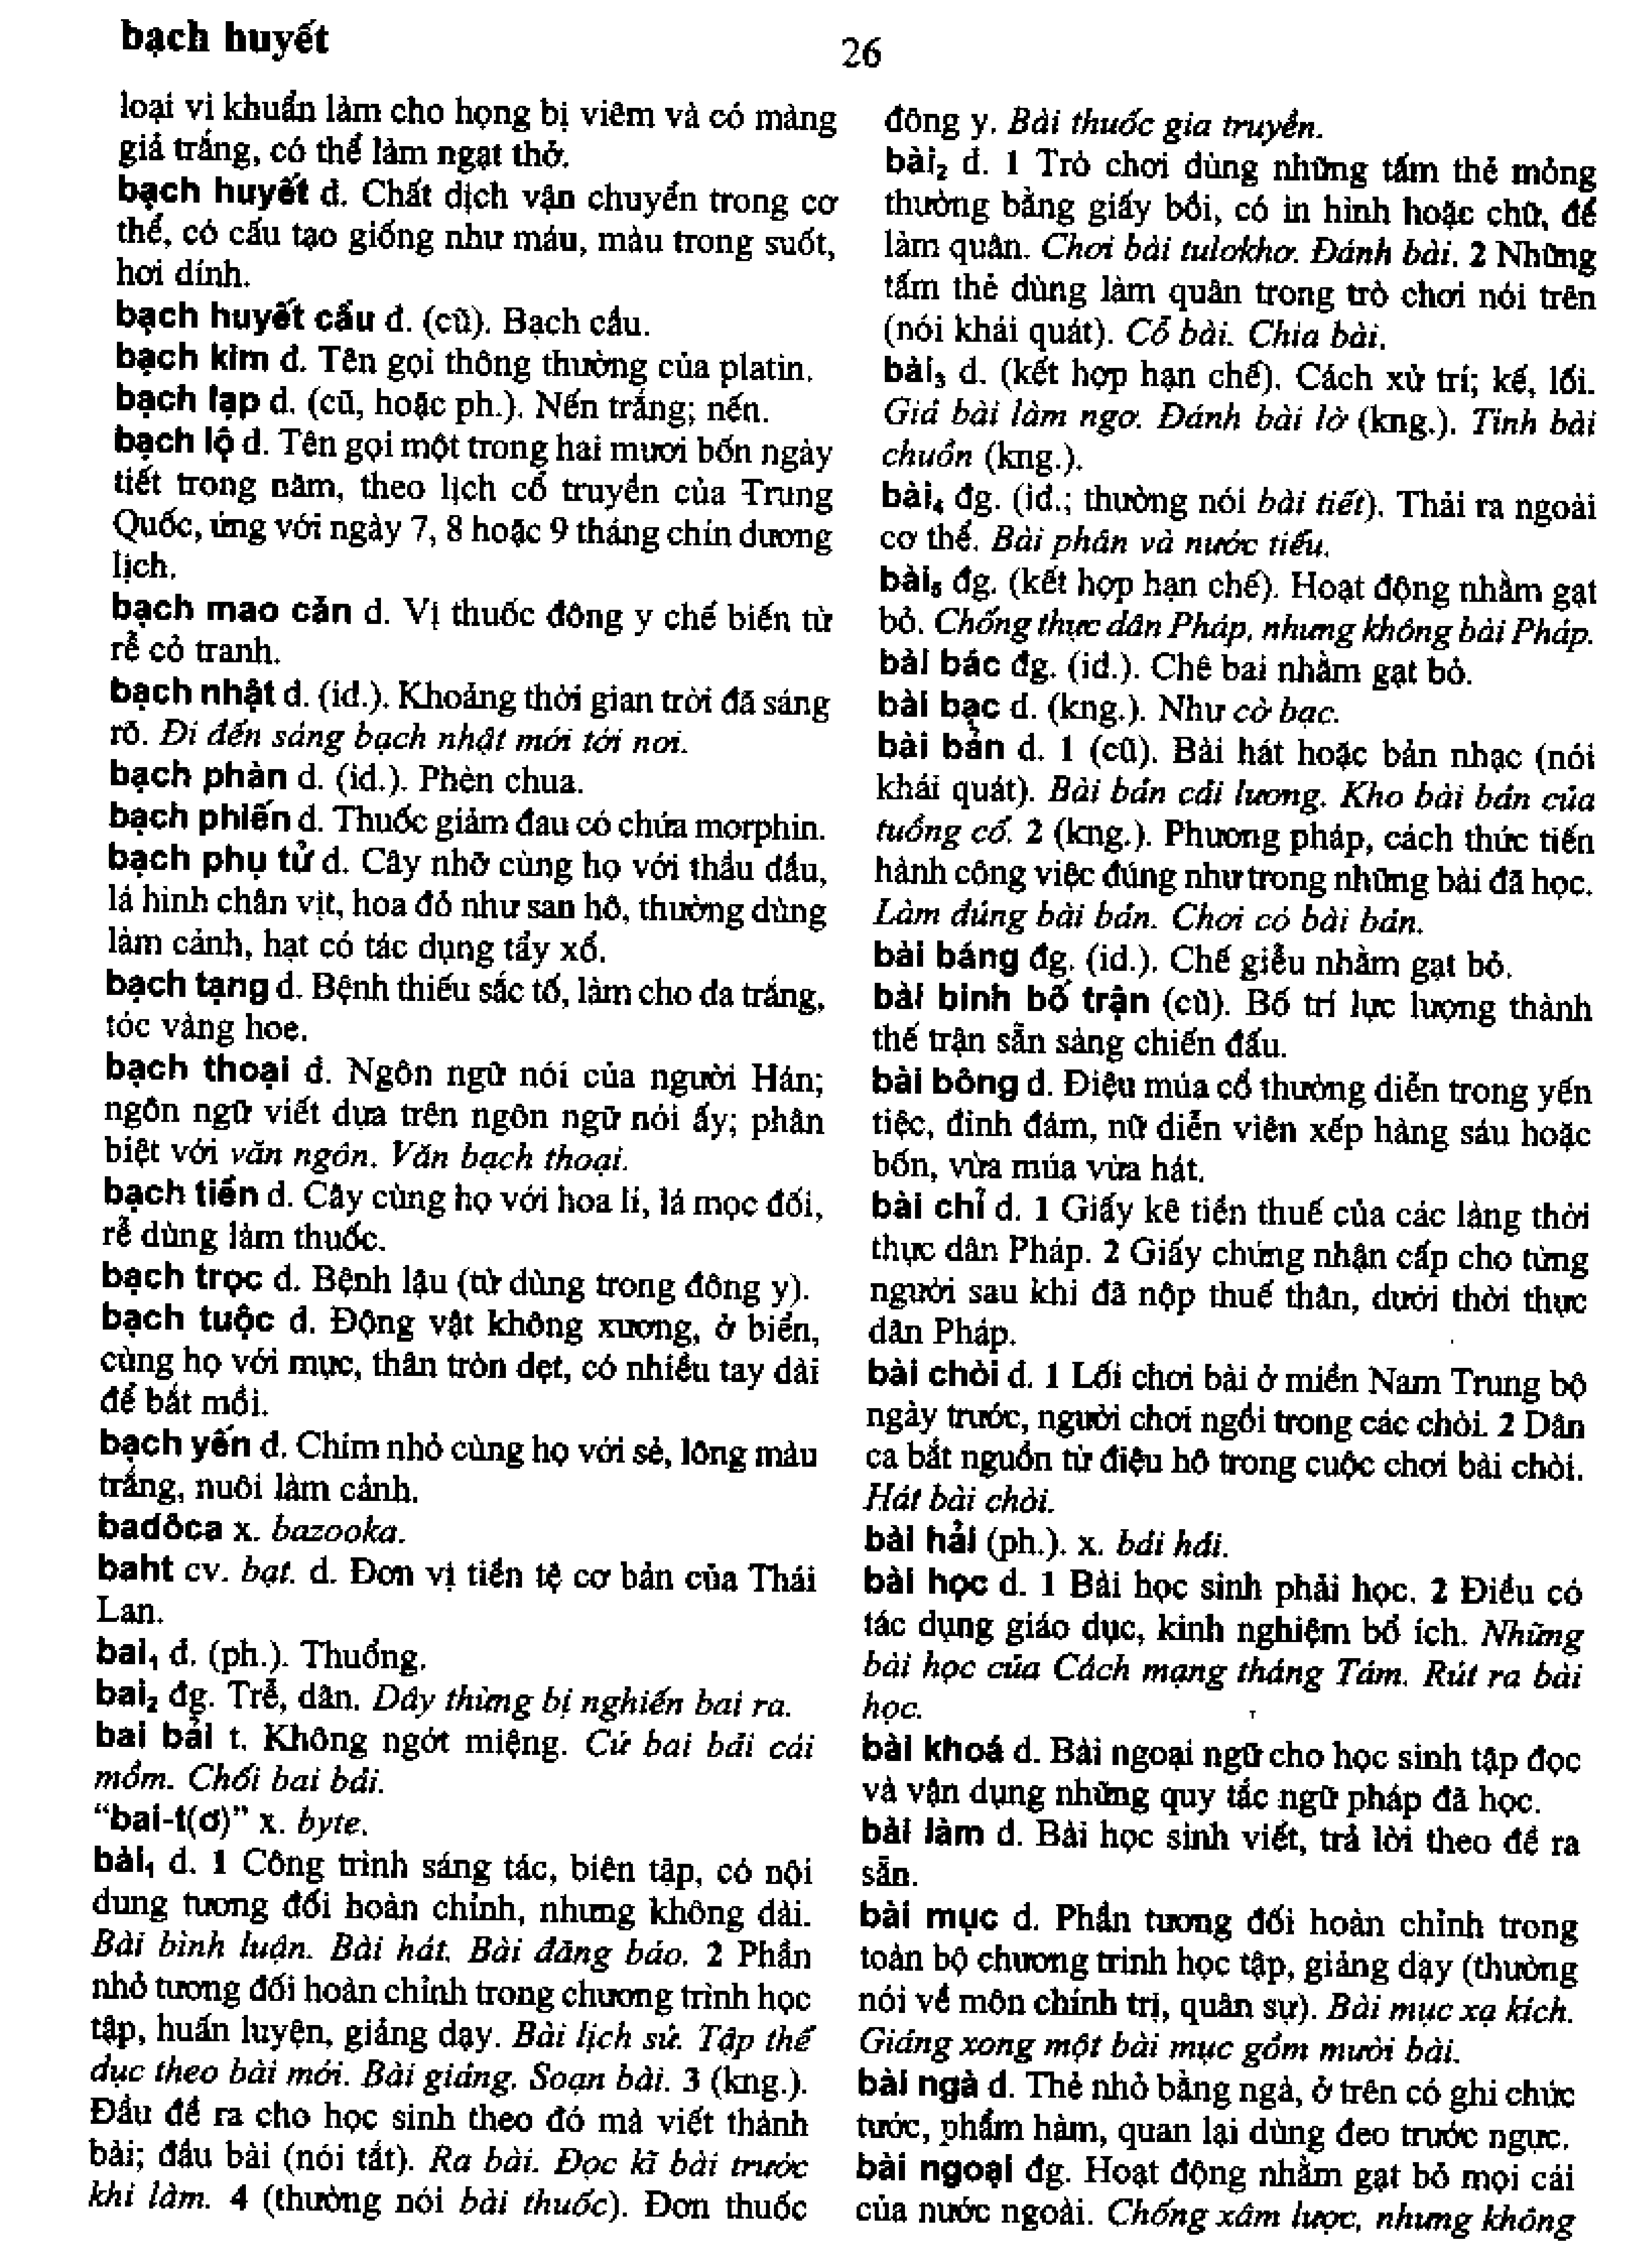 bạch huyết
26
loại vi khuẩn làm cho họng bị viêm và có màng
giả trắng, có thể làm ngạt thở.
bạch huyết d. Chất dịch vận chuyển trong cơ
thể, có cấu tạo giống như máu, màu trong suốt,
hơi dính.
bạch huyết cầu d. (cũ). Bạch cầu.
bạch kim d. Tên gọi thông thường của platin.
bạch lạp d. (cũ, hoặc ph.). Nến trắng; nến.
bạch lộ d. Tên gọi một trong hai mươi bốn ngày
tiết trong năm, theo lịch cổ truyền của Trung
Quốc, ứng với ngày 7, 8 hoặc 9 tháng chín dương
lịch.
bạch mao căn d. Vị thuốc đông y chế biến từ
rễ cỏ tranh.
bạch nhật d. (id.). Khoảng thời gian trời đã sáng
rõ. Đi đến sáng bạch nhật mới tới nơi.
bạch phàn d. (id.). Phèn chua.
bạch phiến d. Thuốc giảm đau có chứa morphin.
bạch phụ tử d. Cây nhỡ cùng họ với thầu dầu,
lá hình chân vịt, hoa đỏ như san hô, thường dùng
làm cảnh, hạt có tác dụng tẩy xổ.
bạch tạng d. Bệnh thiếu sắc tố, làm cho da trắng,
tóc vàng hoe.
bạch thoại d. Ngôn ngữ nói của người Hán;
ngôn ngữ viết dựa trên ngôn ngữ nói ấy; phân
biệt với văn ngôn. Văn bạch thoại.
bạch tiền d. Cây cùng họ với hoa lí, lá mọc đối,
rễ dùng làm thuốc.
bạch trọc d. Bệnh lậu (từ dùng trong đông y).
bạch tuộc d. Động vật không xương, ở biển,
cùng họ với mực, thân tròn dẹt, có nhiều tay dài
để bắt mồi.
bạch yến d. Chim nhỏ cùng họ với sẻ, lông màu
trắng, nuôi làm cảnh.
badôca x. bazooka.
baht cv. bạt. d. Đơn vị tiền tệ cơ bản của Thái
Lan.
bai₁ d. (ph.). Thuổng.
bai₂ đg. Trễ, dãn. Dây thừng bị nghiến bai ra.
bai bải t. Không ngớt miệng. Cứ bai bải cái
mồm. Chối bai bải.
“bai-t(ơ)” x. byte.
bài₁ d. 1 Công trình sáng tác, biên tập, có nội
dung tương đối hoàn chỉnh, nhưng không dài.
Bài bình luận. Bài hát. Bài đăng báo. 2 Phần
nhỏ tương đối hoàn chỉnh trong chương trình học
tập, huấn luyện, giảng dạy. Bài lịch sử. Tập thể
dục theo bài mới. Bài giảng. Soạn bài. 3 (kng.).
Đầu đề ra cho học sinh theo đó mà viết thành
bài; đầu bài (nói tắt). Ra bài. Đọc kĩ bài trước
khi làm. 4 (thường nói bài thuốc). Đơn thuốc
đông y. Bài thuốc gia truyền.
bài₂ d. 1 Trò chơi dùng những tấm thẻ mỏng
thường bằng giấy bồi, có in hình hoặc chữ, để
làm quân. Chơi bài tulơkhơ. Đánh bài. 2 Những
tấm thẻ dùng làm quân trong trò chơi nói trên
(nói khái quát). Cỗ bài. Chia bài.
bài₃ d. (kết hợp hạn chế). Cách xử trí; kế, lối.
Giả bài làm ngơ. Đánh bài lờ (kng.). Tính bài
chuồn (kng.).
bài₄ đg. (id.; thường nói bài tiết). Thải ra ngoài
cơ thể. Bài phân và nước tiểu.
bài₅ đg. (kết hợp hạn chế). Hoạt động nhằm gạt
bỏ. Chống thực dân Pháp, nhưng không bài Pháp.
bài bác đg. (id.). Chê bai nhằm gạt bỏ.
bài bạc d. (kng.). Như cờ bạc.
bài bản d. 1 (cũ). Bài hát hoặc bản nhạc (nói
khái quát). Bài bản cải lương. Kho bài bản của
tuồng cổ. 2 (kng.). Phương pháp, cách thức tiến
hành công việc đúng như trong những bài đã học.
Làm đúng bài bản. Chơi có bài bản.
bài báng đg. (id.). Chế giễu nhằm gạt bỏ.
bài binh bố trận (cũ). Bố trí lực lượng thành
thế trận sẵn sàng chiến đấu.
bài bông d. Điệu múa cổ thường diễn trong yến
tiệc, đình đám, nữ diễn viên xếp hàng sáu hoặc
bốn, vừa múa vừa hát.
bài chỉ d. 1 Giấy kê tiền thuế của các làng thời
thực dân Pháp. 2 Giấy chứng nhận cấp cho từng
người sau khi đã nộp thuế thân, dưới thời thực
dân Pháp.
bài chòi d. 1 Lối chơi bài ở miền Nam Trung bộ
ngày trước, người chơi ngồi trong các chòi. 2 Dân
ca bắt nguồn từ điệu hô trong cuộc chơi bài chòi.
Hát bài chòi.
bài hải (ph.). x. bải hải.
bài học d. 1 Bài học sinh phải học. 2 Điều có
tác dụng giáo dục, kinh nghiệm bổ ích. Những
bài học của Cách mạng tháng Tám. Rút ra bài
học.
bài khoá d. Bài ngoại ngữ cho học sinh tập đọc
và vận dụng những quy tắc ngữ pháp đã học.
bài làm d. Bài học sinh viết, trả lời theo đề ra
sẵn.
bài mục d. Phần tương đối hoàn chỉnh trong
toàn bộ chương trình học tập, giảng dạy (thường
nói về môn chính trị, quân sự). Bài mục xạ kích.
Giảng xong một bài mục gồm mười bài.
bài ngà d. Thẻ nhỏ bằng ngà, ở trên có ghi chức
tước, phẩm hàm, quan lại dùng đeo trước ngực.
bài ngoại đg. Hoạt động nhằm gạt bỏ mọi cái
của nước ngoài. Chống xâm lược, nhưng không